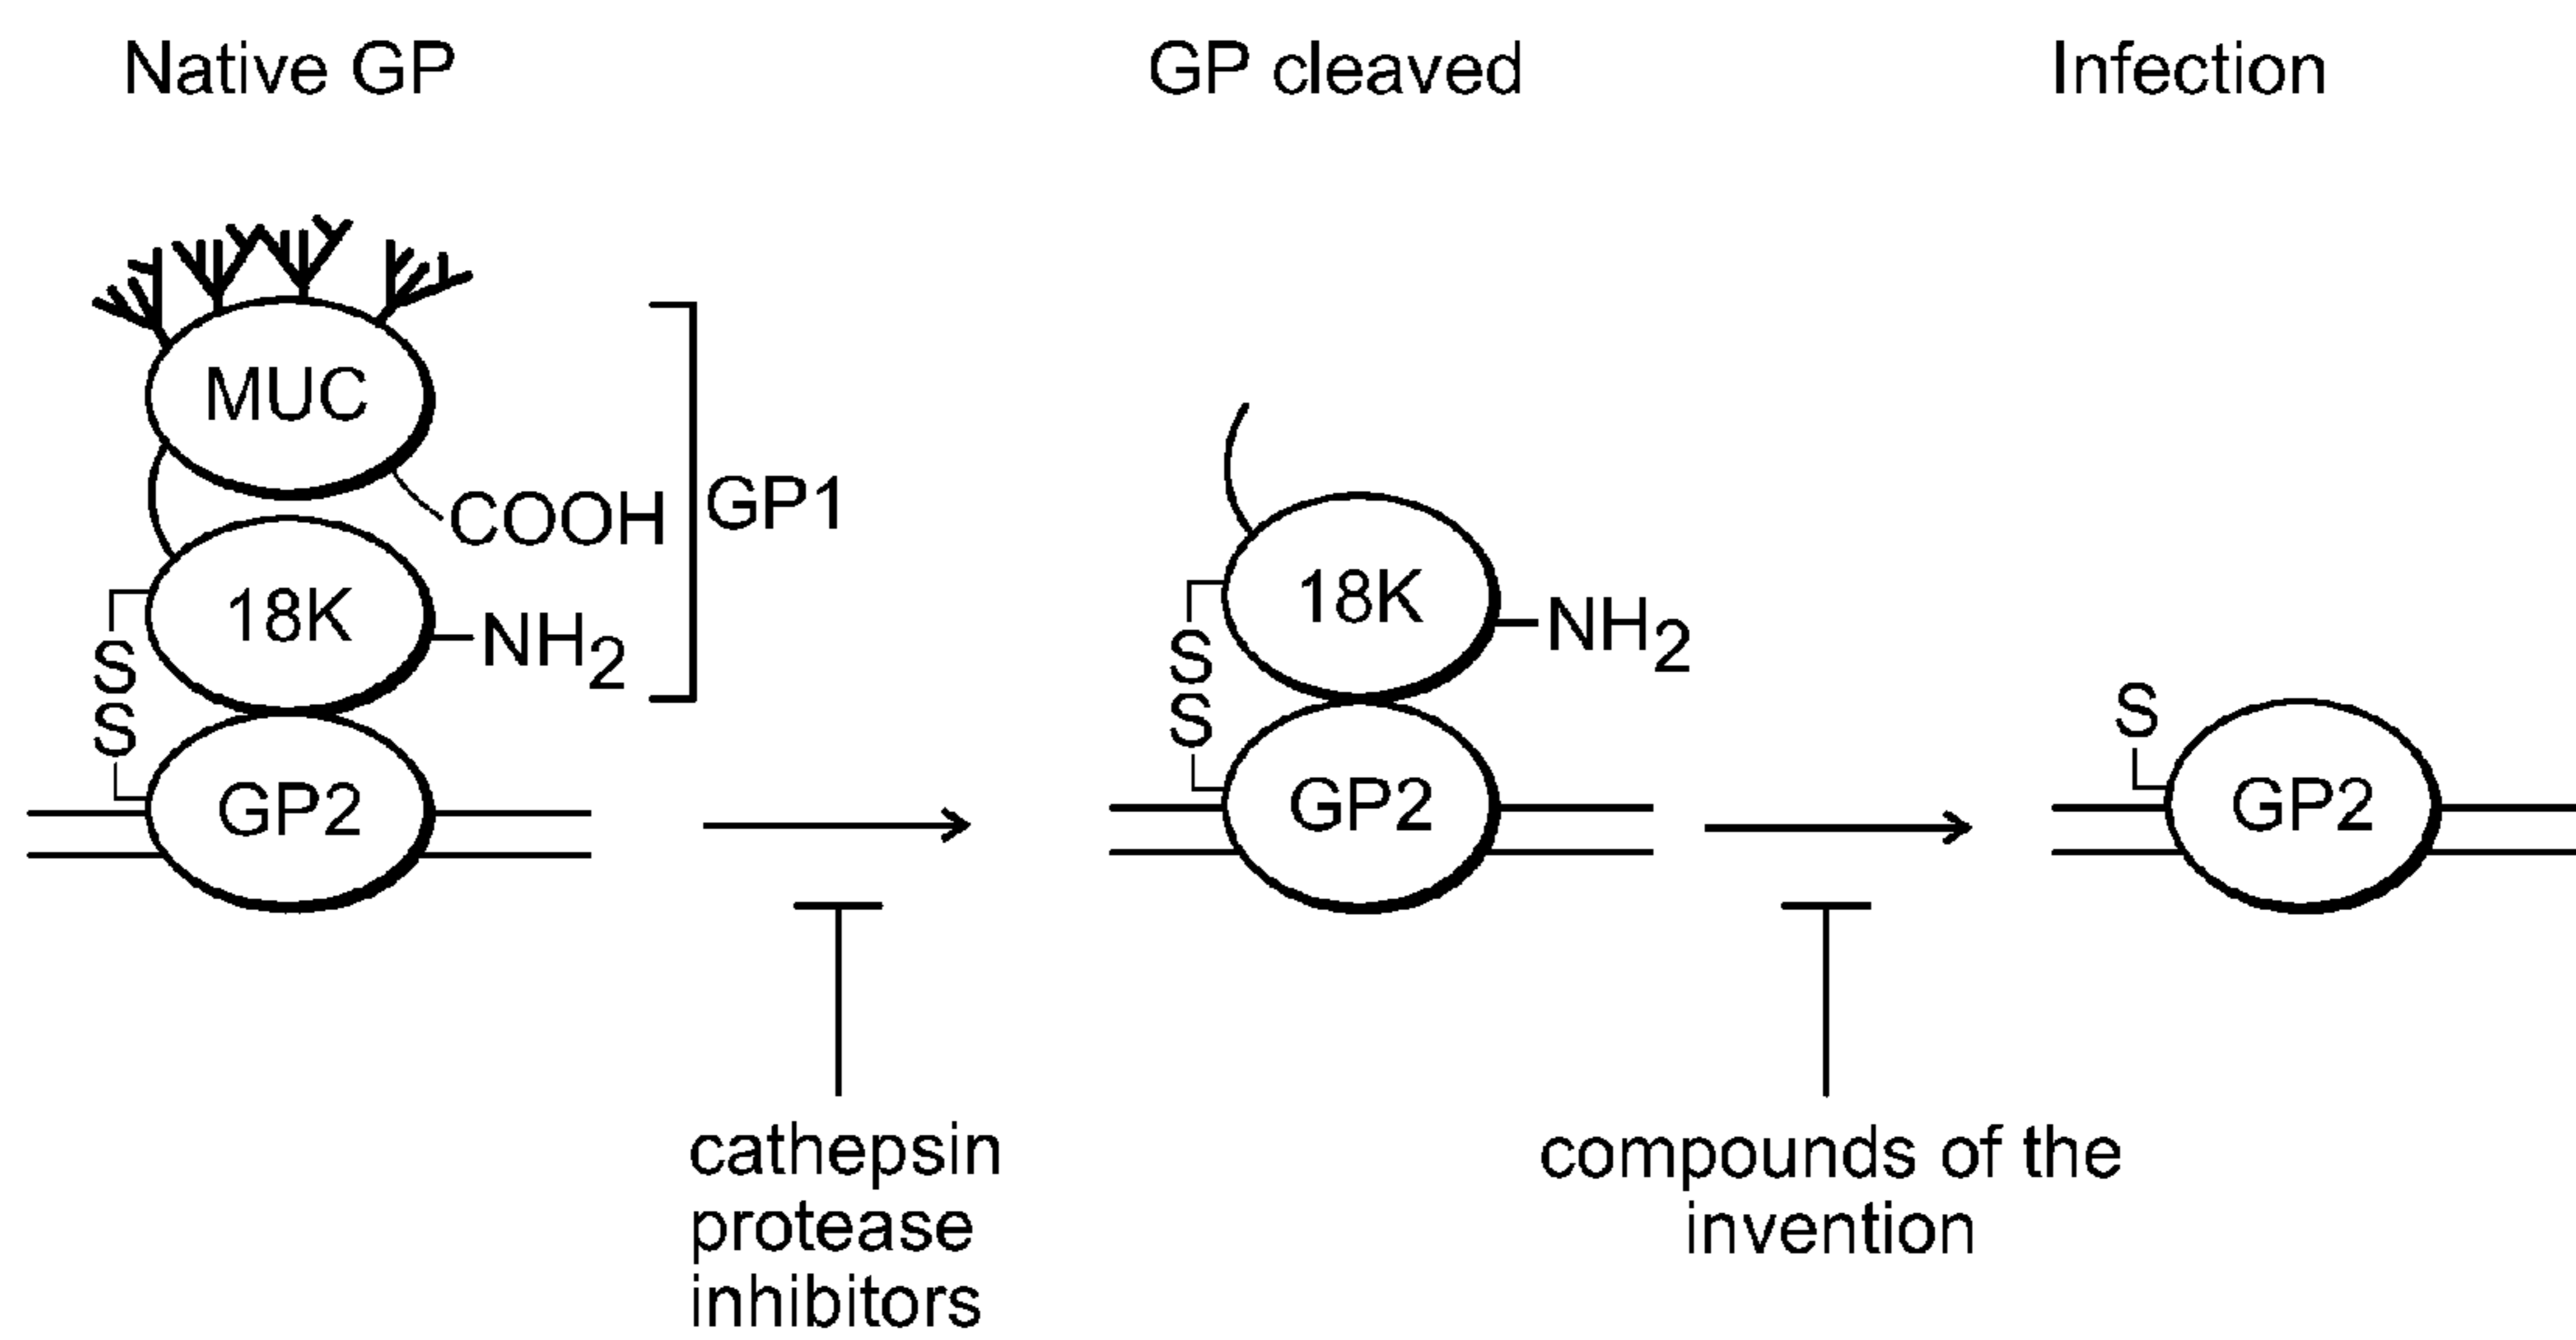 Native GP
GP cleaved
Infection
MUC
COOH
GP1
18K
NH2
S
S
GP2
18K
NH2
S
S
GP2
S
GP2
cathepsin
protease
inhibitors
compounds of the
invention